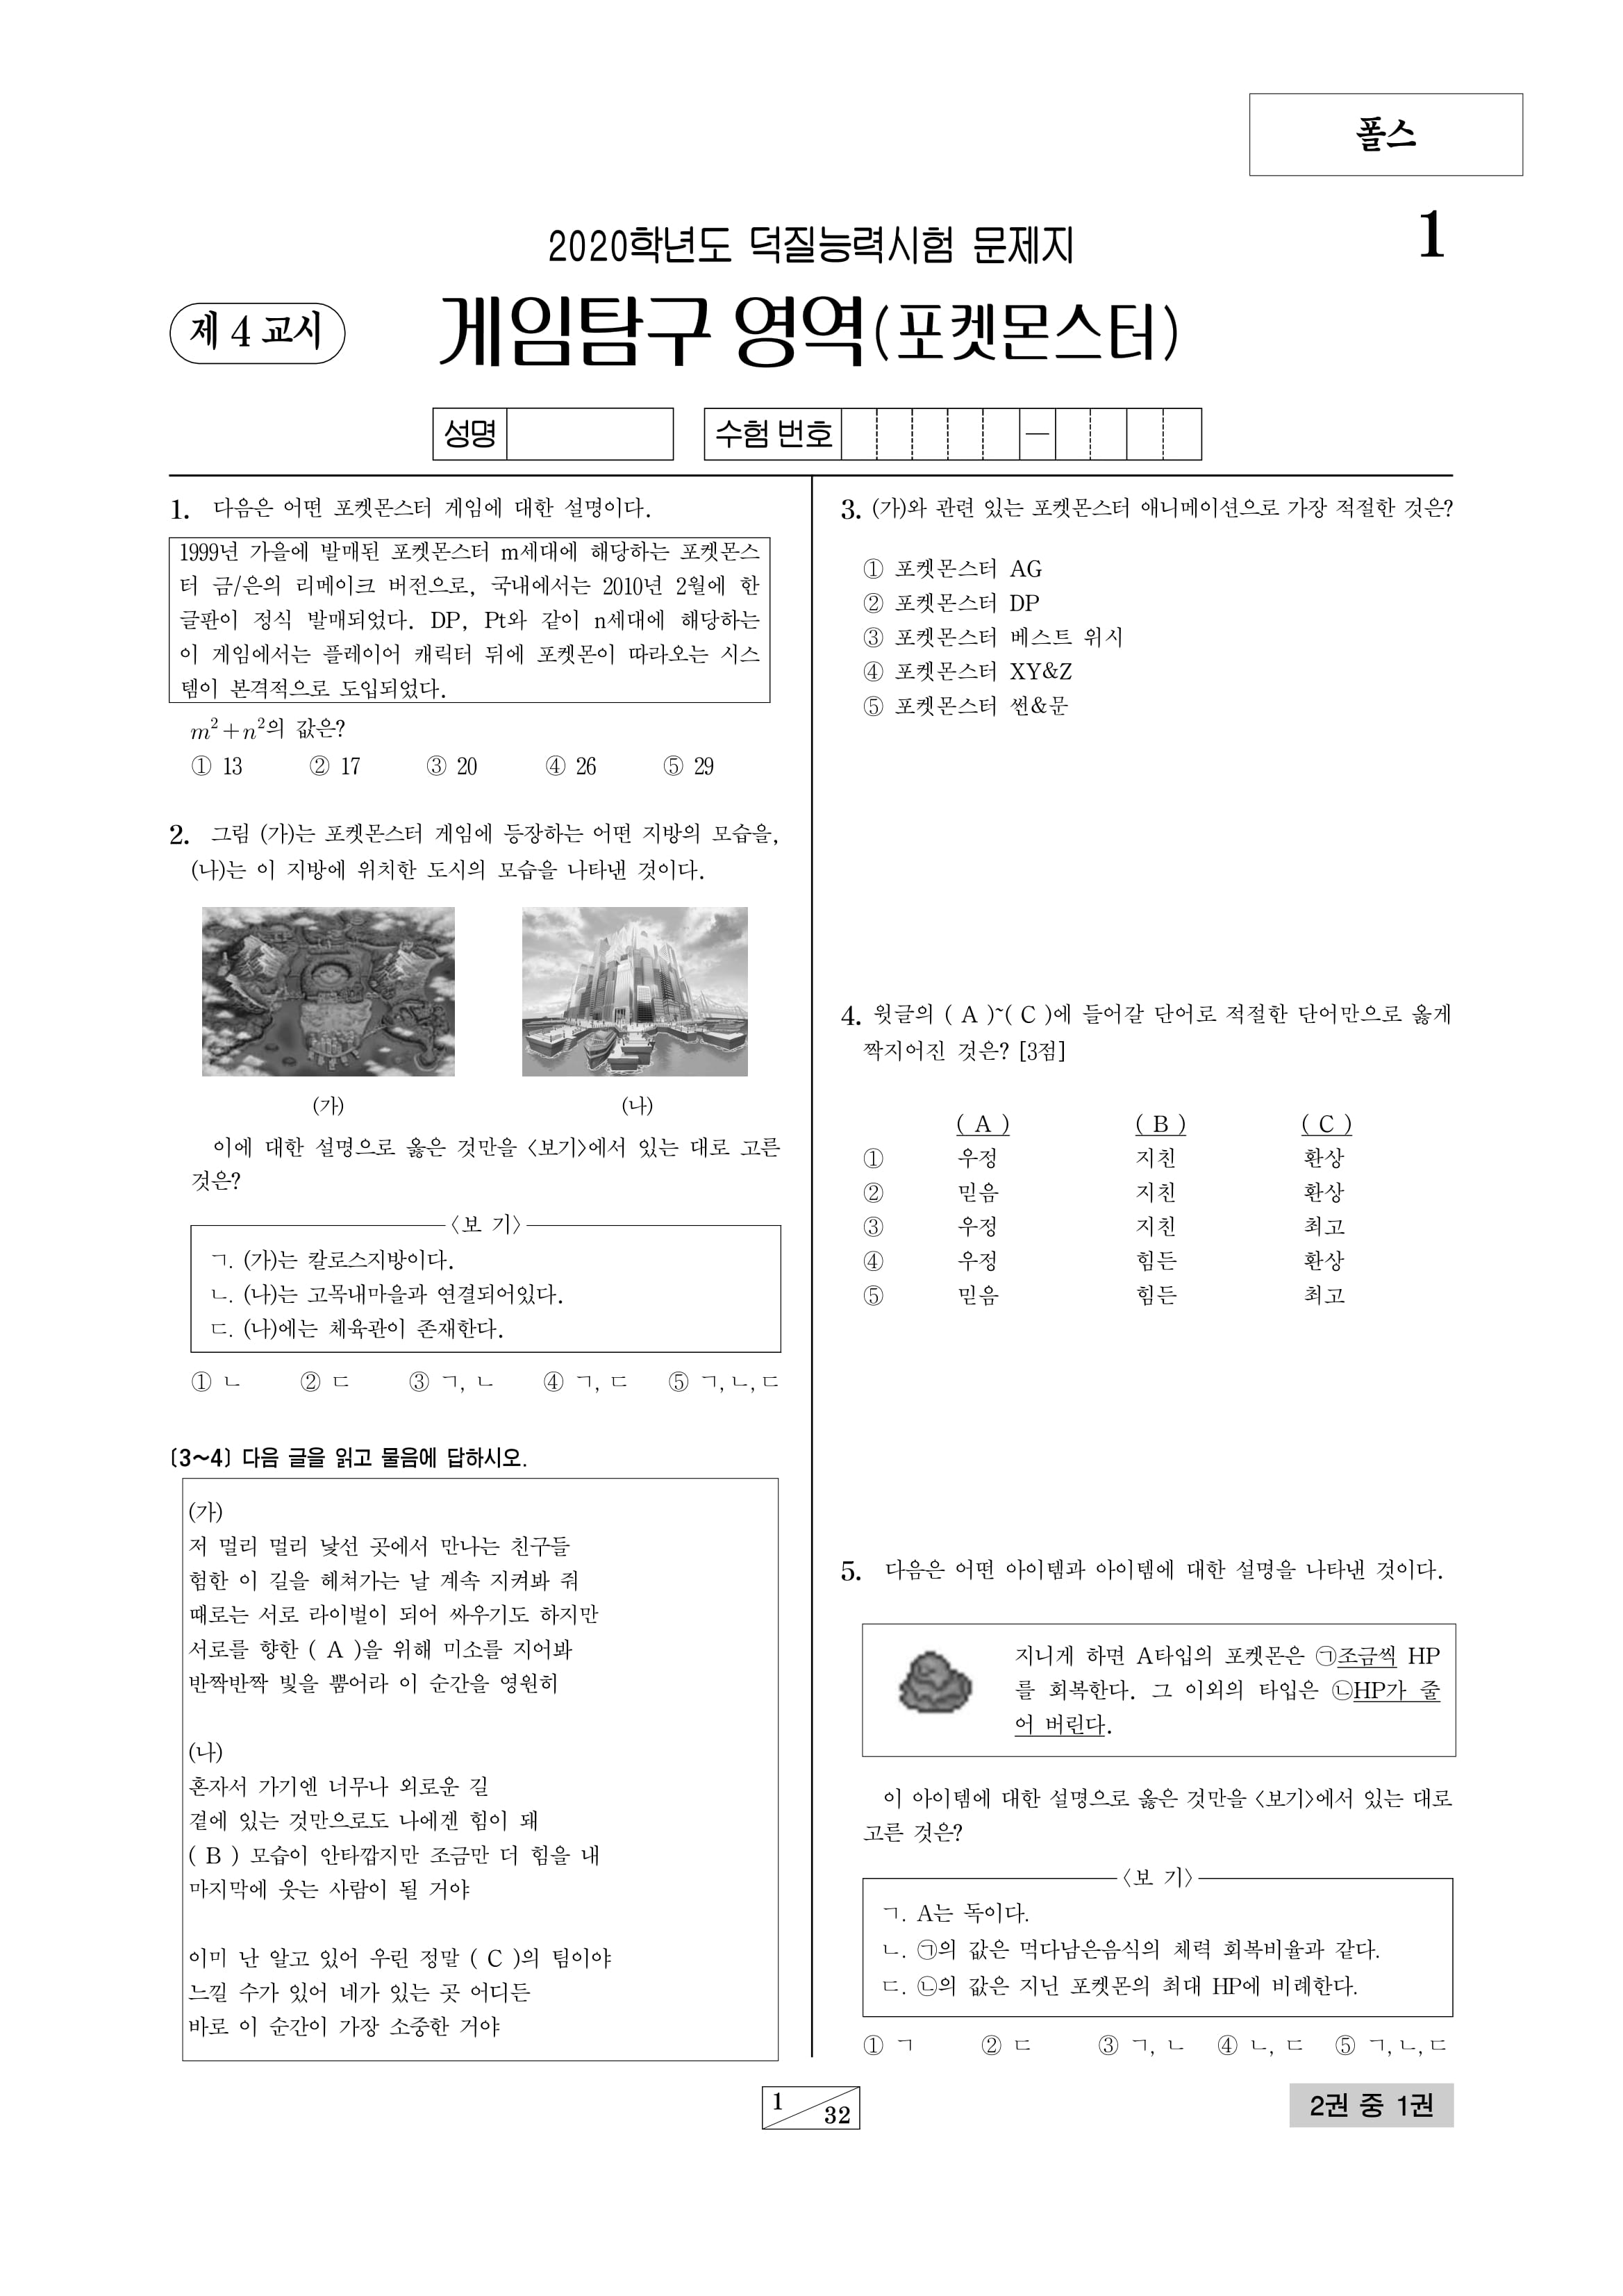 폴스
1
2020학년도 덕질능력시험 문제지
제 4 교시
게임탐구 영역(포켓몬스터)
성명
수험 번호
—
1. 다음은 어떤 포켓몬스터 게임에 대한 설명이다.
1999년 가을에 발매된 포켓몬스터 m세대에 해당하는 포켓몬스
터 금/은의 리메이크 버전으로, 국내에서는 2010년 2월에 한
글판이 정식 발매되었다. DP, Pt와 같이 n세대에 해당하는
이 게임에서는 플레이어 캐릭터 뒤에 포켓몬이 따라오는 시스
템이 본격적으로 도입되었다.
m²+n²의 값은?
① 13 ② 17 ③ 20 ④ 26 ⑤ 29
2. 그림 (가)는 포켓몬스터 게임에 등장하는 어떤 지방의 모습을,
(나)는 이 지방에 위치한 도시의 모습을 나타낸 것이다.
(가) (나)
이에 대한 설명으로 옳은 것만을 <보기>에서 있는 대로 고른
것은?
<보 기>
ㄱ. (가)는 칼로스지방이다.
ㄴ. (나)는 고목내마을과 연결되어있다.
ㄷ. (나)에는 체육관이 존재한다.
① ㄴ ② ㄷ ③ ㄱ, ㄴ ④ ㄱ, ㄷ ⑤ ㄱ, ㄴ, ㄷ
[3~4] 다음 글을 읽고 물음에 답하시오.
(가)
저 멀리 멀리 낯선 곳에서 만나는 친구들
험한 이 길을 헤쳐가는 날 계속 지켜봐 줘
때로는 서로 라이벌이 되어 싸우기도 하지만
서로를 향한 ( A )을 위해 미소를 지어봐
반짝반짝 빛을 뿜어라 이 순간을 영원히
(나)
혼자서 가기엔 너무나 외로운 길
곁에 있는 것만으로도 나에겐 힘이 돼
( B ) 모습이 안타깝지만 조금만 더 힘을 내
마지막에 웃는 사람이 될 거야
이미 난 알고 있어 우린 정말 ( C )의 팀이야
느낄 수가 있어 네가 있는 곳 어디든
바로 이 순간이 가장 소중한 거야
3. (가)와 관련 있는 포켓몬스터 애니메이션으로 가장 적절한 것은?
① 포켓몬스터 AG
② 포켓몬스터 DP
③ 포켓몬스터 베스트 위시
④ 포켓몬스터 XY&Z
⑤ 포켓몬스터 썬&문
4. 윗글의 ( A )~( C )에 들어갈 단어로 적절한 단어만으로 옳게
짝지어진 것은? [3점]
( A ) ( B ) ( C )
① 우정 지친 환상
② 믿음 지친 환상
③ 우정 지친 최고
④ 우정 힘든 환상
⑤ 믿음 힘든 최고
5. 다음은 어떤 아이템과 아이템에 대한 설명을 나타낸 것이다.
지니게 하면 A타입의 포켓몬은 ㉠조금씩 HP
를 회복한다. 그 이외의 타입은 ㉡HP가 줄
어 버린다.
이 아이템에 대한 설명으로 옳은 것만을 <보기>에서 있는 대로
고른 것은?
<보 기>
ㄱ. A는 독이다.
ㄴ. ㉠의 값은 먹다남은음식의 체력 회복비율과 같다.
ㄷ. ㉡의 값은 지닌 포켓몬의 최대 HP에 비례한다.
① ㄱ ② ㄷ ③ ㄱ, ㄴ ④ ㄴ, ㄷ ⑤ ㄱ, ㄴ, ㄷ
1
32
2권 중 1권